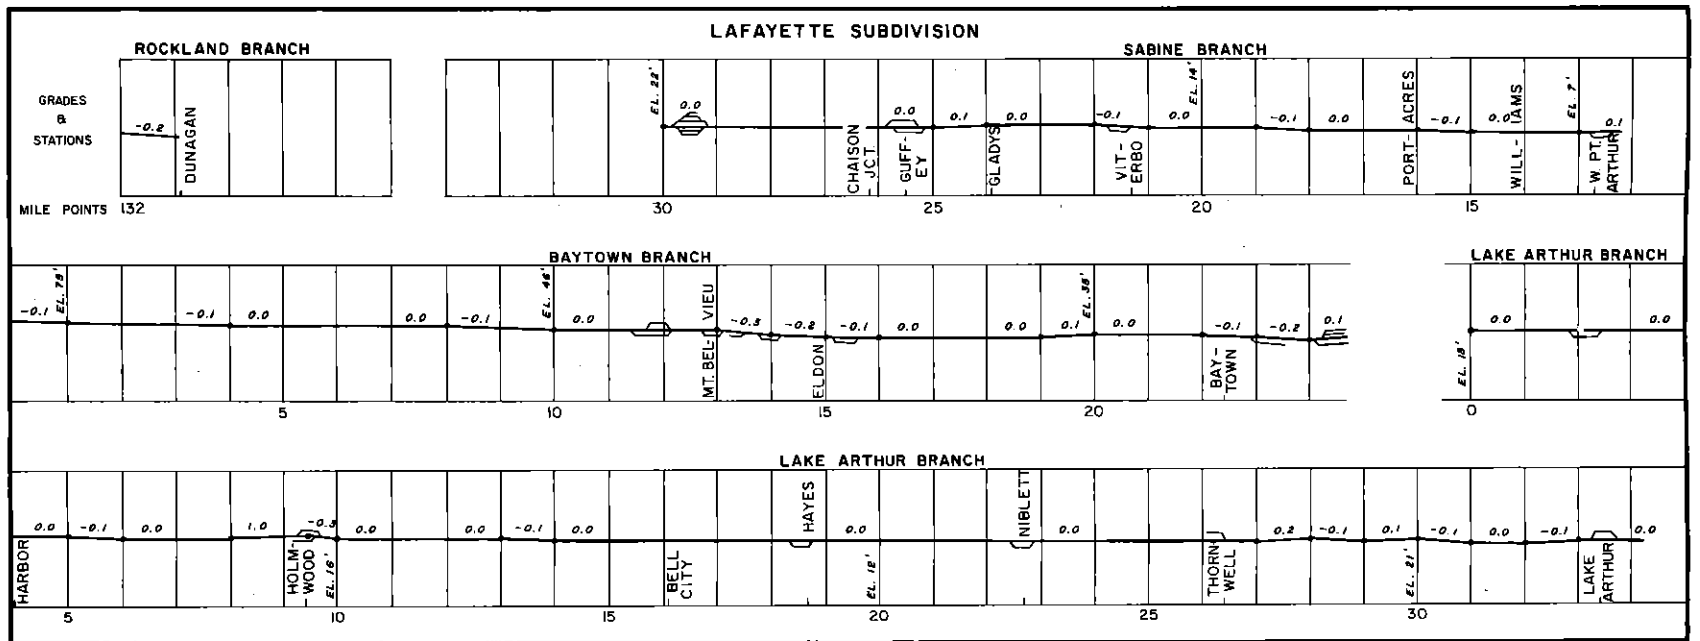 LAFAYETTE SUBDIVISION
ROCKLAND BRANCH
SABINE BRANCH
GRADES
&
STATIONS
-0.2
DUNAGAN
EL. 22'
0.0
CHAISON
JCT.
0.0
GUFF-
EY
0.1
GLADYS
0.0
-0.1
VIT-
ERBO
0.0
EL. 14'
-0.1
0.0
PORT-ACRES
-0.1
0.0
WILL-IAMS
EL. 7'
0.1
W. PT.
ARTHUR
MILE POINTS 132 30 25 20 15
BAYTOWN BRANCH
LAKE ARTHUR BRANCH
-0.1
-0.1
0.0
0.0
-0.1
EL. 46'
0.0
MT. BEL-VIEU
-0.2
ELDON
-0.1
0.0
0.0
0.1
0.0
-0.1
BAY-
TOWN
-0.2
0.1
EL. 18'
0.0
0.0
5 10 15 20 0
LAKE ARTHUR BRANCH
HARBOR
0.0
-0.1
0.0
1.0
HOLM-
WOOD
EL. 16'
0.0
0.0
-0.1
0.0
BELL
CITY
HAYES
0.0
EL. 12'
NIBLETT
0.0
THORN-
WELL
0.2
-0.1
0.1
EL. 21'
-0.1
0.0
-0.1
LAKE
ARTHUR
0.0
5 10 15 20 25 30